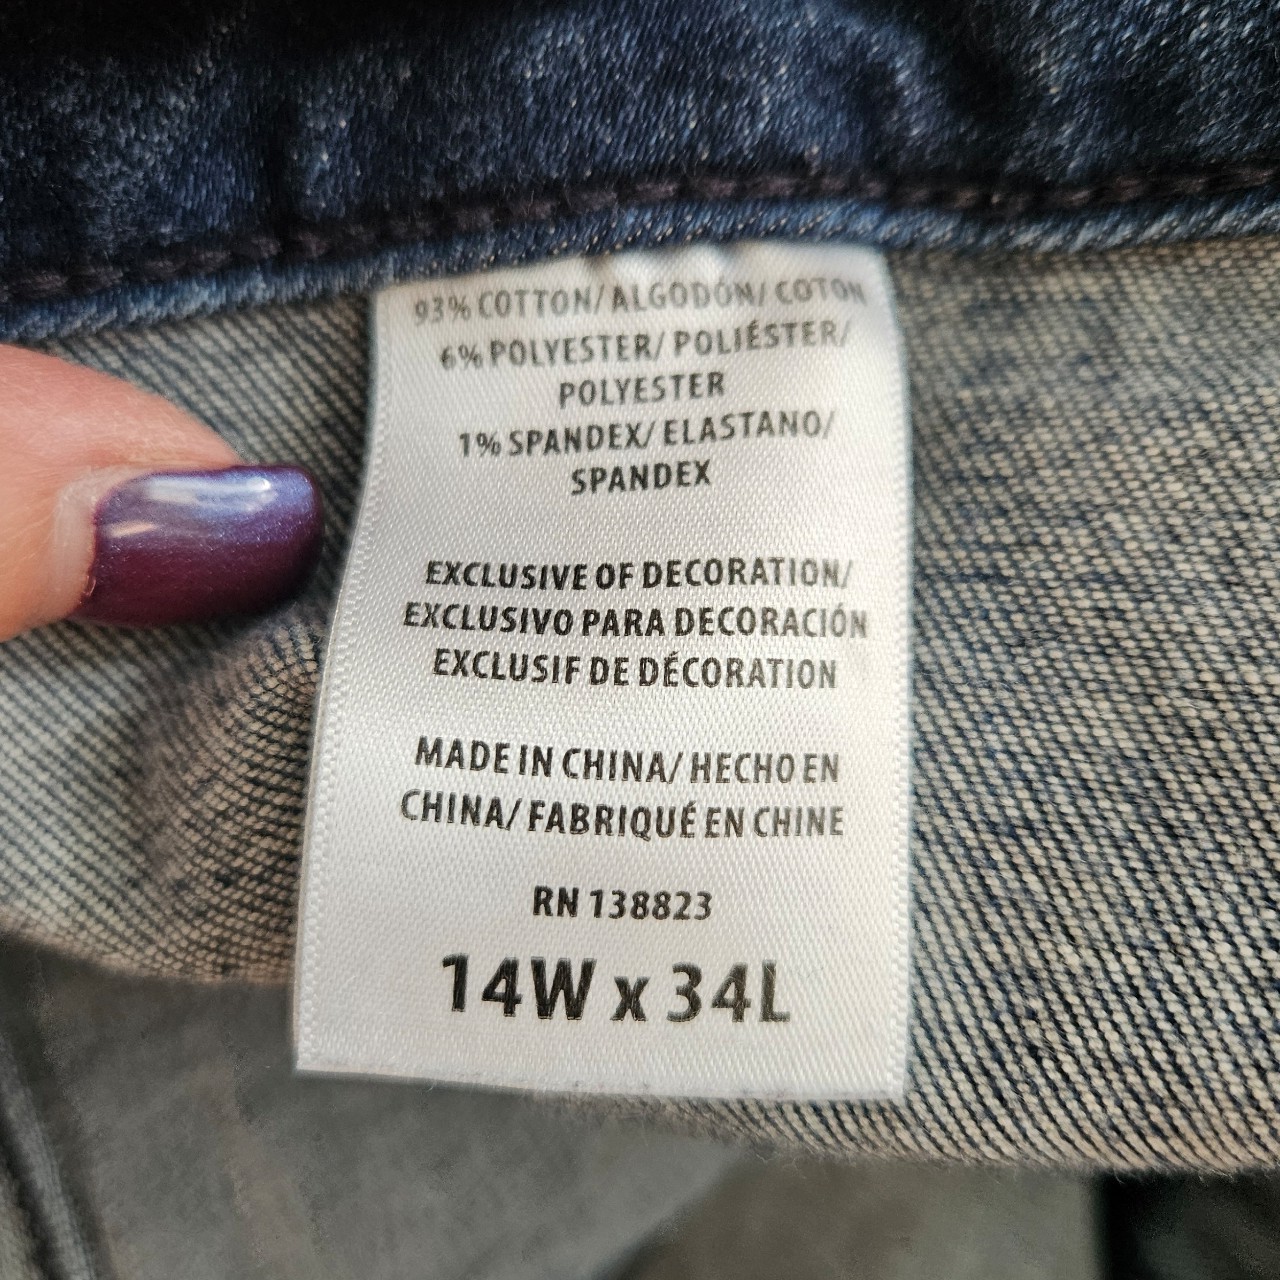 93% COTTON/ ALGODÓN/ COTON
6% POLYESTER/ POLIÉSTER/
POLYESTER
1% SPANDEX/ ELASTANO/
SPANDEX
EXCLUSIVE OF DECORATION/
EXCLUSIVO PARA DECORACIÓN
EXCLUSIF DE DÉCORATION
MADE IN CHINA/ HECHO EN
CHINA/ FABRIQUÉ EN CHINE
RN 138823
14W x 34L